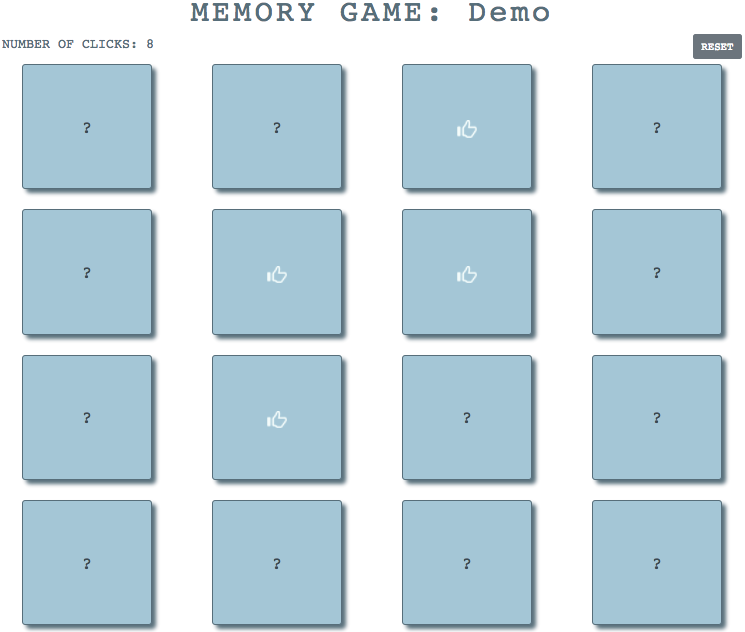 MEMORY GAME: Demo
NUMBER OF CLICKS: 8 RESET
? ? ?
? ?
? ? ?
? ? ? ?